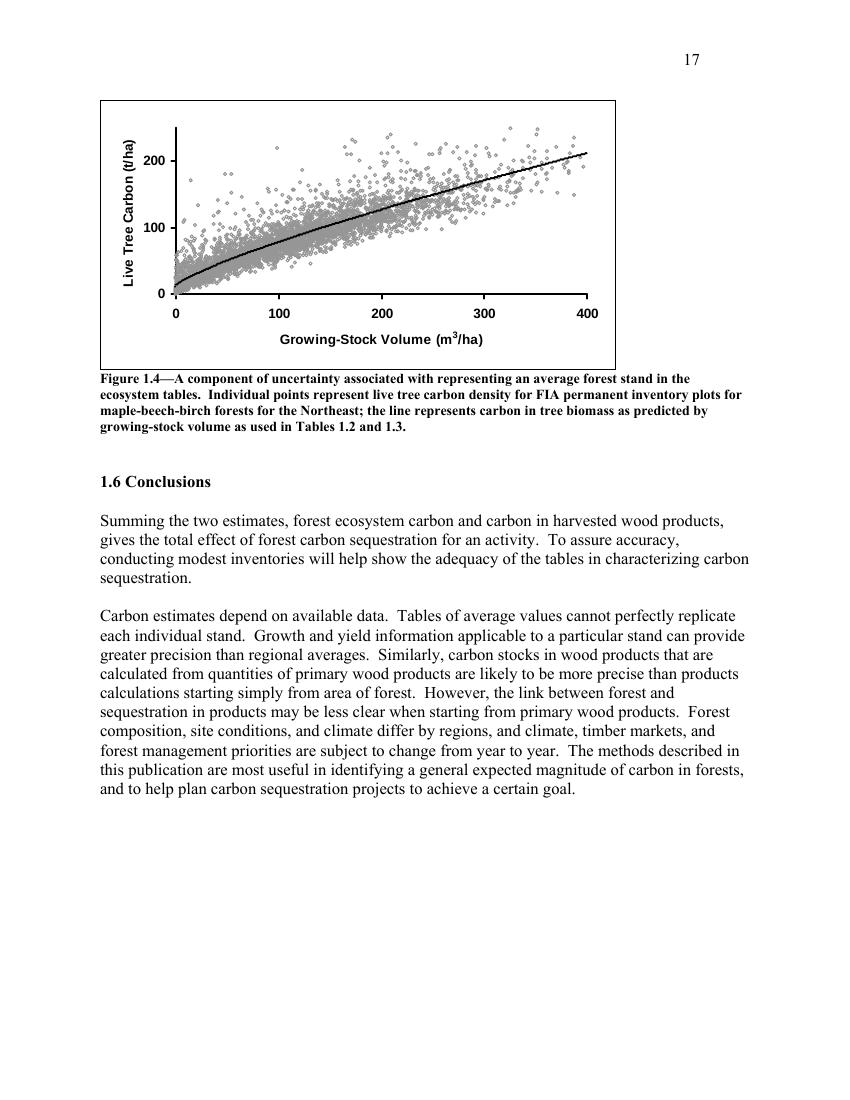 17
200
100
0
0
100
200
300
400
Live Tree Carbon (t/ha)
Growing-Stock Volume (m³/ha)
Figure 1.4—A component of uncertainty associated with representing an average forest stand in the
ecosystem tables.  Individual points represent live tree carbon density for FIA permanent inventory plots for
maple-beech-birch forests for the Northeast; the line represents carbon in tree biomass as predicted by
growing-stock volume as used in Tables 1.2 and 1.3.
1.6 Conclusions
Summing the two estimates, forest ecosystem carbon and carbon in harvested wood products,
gives the total effect of forest carbon sequestration for an activity.  To assure accuracy,
conducting modest inventories will help show the adequacy of the tables in characterizing carbon
sequestration.
Carbon estimates depend on available data.  Tables of average values cannot perfectly replicate
each individual stand.  Growth and yield information applicable to a particular stand can provide
greater precision than regional averages.  Similarly, carbon stocks in wood products that are
calculated from quantities of primary wood products are likely to be more precise than products
calculations starting simply from area of forest.  However, the link between forest and
sequestration in products may be less clear when starting from primary wood products.  Forest
composition, site conditions, and climate differ by regions, and climate, timber markets, and
forest management priorities are subject to change from year to year.  The methods described in
this publication are most useful in identifying a general expected magnitude of carbon in forests,
and to help plan carbon sequestration projects to achieve a certain goal.